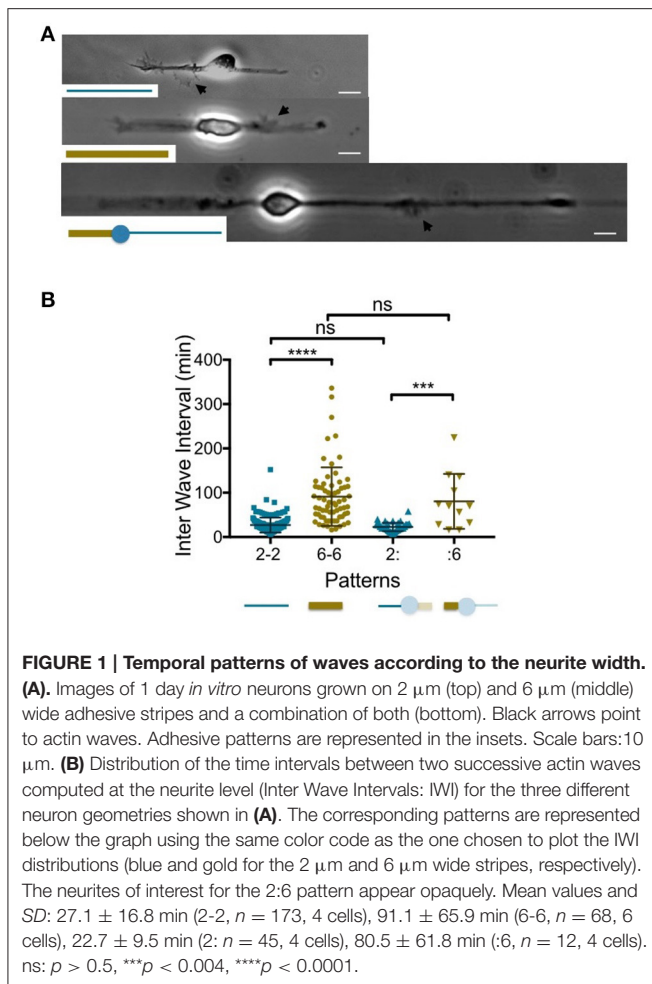 A
B
ns
ns
****
***
Inter Wave Interval (min)
400
300
200
100
0
2-2 6-6 2: :6
Patterns
FIGURE 1 | Temporal patterns of waves according to the neurite width.
(A). Images of 1 day in vitro neurons grown on 2 μm (top) and 6 μm (middle)
wide adhesive stripes and a combination of both (bottom). Black arrows point
to actin waves. Adhesive patterns are represented in the insets. Scale bars:10
μm. (B) Distribution of the time intervals between two successive actin waves
computed at the neurite level (Inter Wave Intervals: IWI) for the three different
neuron geometries shown in (A). The corresponding patterns are represented
below the graph using the same color code as the one chosen to plot the IWI
distributions (blue and gold for the 2 μm and 6 μm wide stripes, respectively).
The neurites of interest for the 2:6 pattern appear opaquely. Mean values and
SD: 27.1 ± 16.8 min (2-2, n = 173, 4 cells), 91.1 ± 65.9 min (6-6, n = 68, 6
cells), 22.7 ± 9.5 min (2: n = 45, 4 cells), 80.5 ± 61.8 min (:6, n = 12, 4 cells).
ns: p > 0.5, ***p < 0.004, ****p < 0.0001.